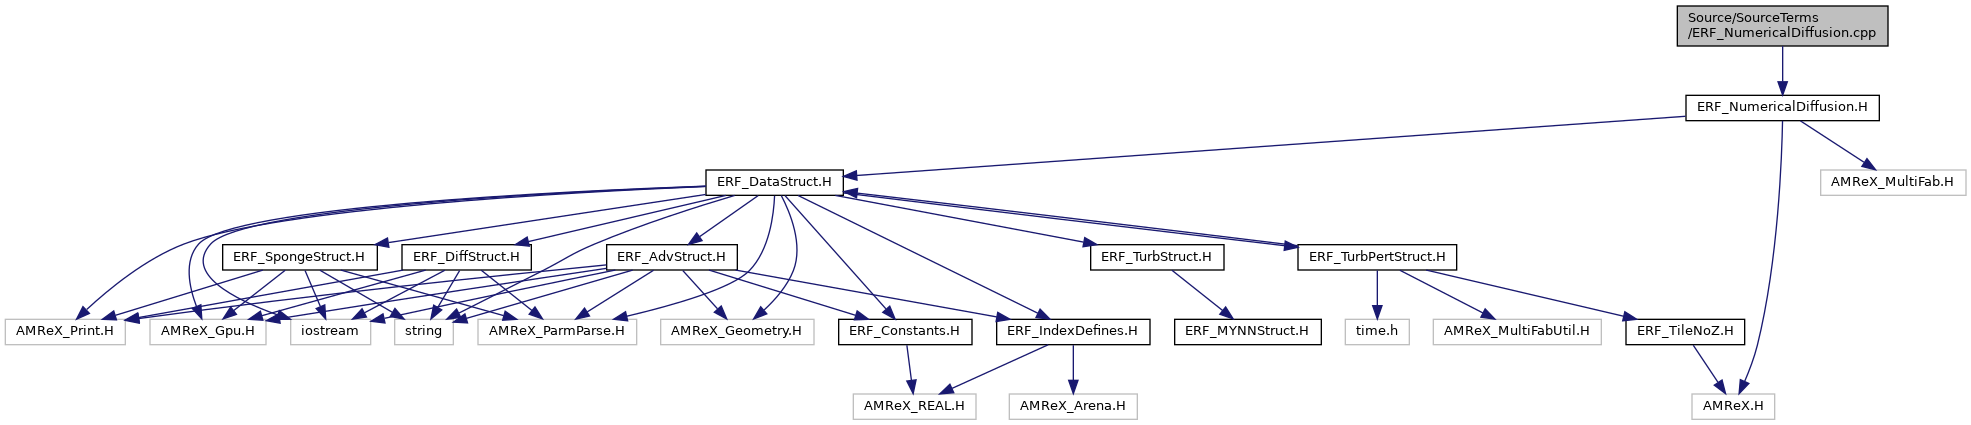 Source/SourceTerms
/ERF_NumericalDiffusion.cpp
ERF_NumericalDiffusion.H
ERF_DataStruct.H
AMReX_MultiFab.H
ERF_SpongeStruct.H
ERF_DiffStruct.H
ERF_AdvStruct.H
ERF_TurbStruct.H
ERF_TurbPertStruct.H
AMReX_Print.H
AMReX_Gpu.H
iostream
string
AMReX_ParmParse.H
AMReX_Geometry.H
ERF_Constants.H
ERF_IndexDefines.H
ERF_MYNNStruct.H
time.h
AMReX_MultiFabUtil.H
ERF_TileNoZ.H
AMReX_REAL.H
AMReX_Arena.H
AMReX.H